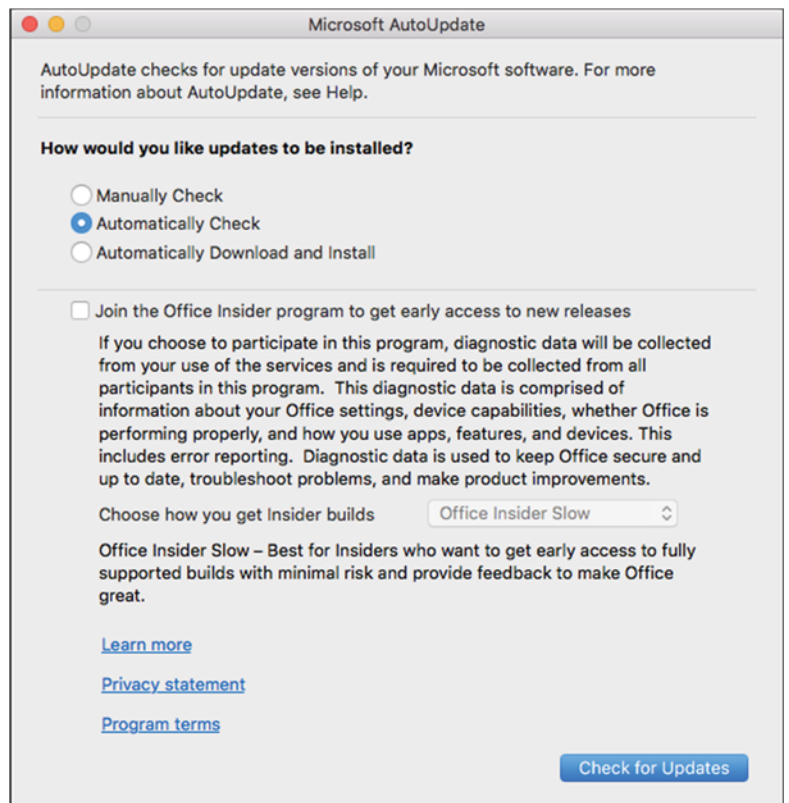 Microsoft AutoUpdate
AutoUpdate checks for update versions of your Microsoft software. For more
information about AutoUpdate, see Help.
How would you like updates to be installed?
Manually Check
Automatically Check
Automatically Download and Install
Join the Office Insider program to get early access to new releases
If you choose to participate in this program, diagnostic data will be collected
from your use of the services and is required to be collected from all
participants in this program.  This diagnostic data is comprised of
information about your Office settings, device capabilities, whether Office is
performing properly, and how you use apps, features, and devices. This
includes error reporting.  Diagnostic data is used to keep Office secure and
up to date, troubleshoot problems, and make product improvements.
Choose how you get Insider builds Office Insider Slow
Office Insider Slow – Best for Insiders who want to get early access to fully
supported builds with minimal risk and provide feedback to make Office
great.
Learn more
Privacy statement
Program terms
Check for Updates